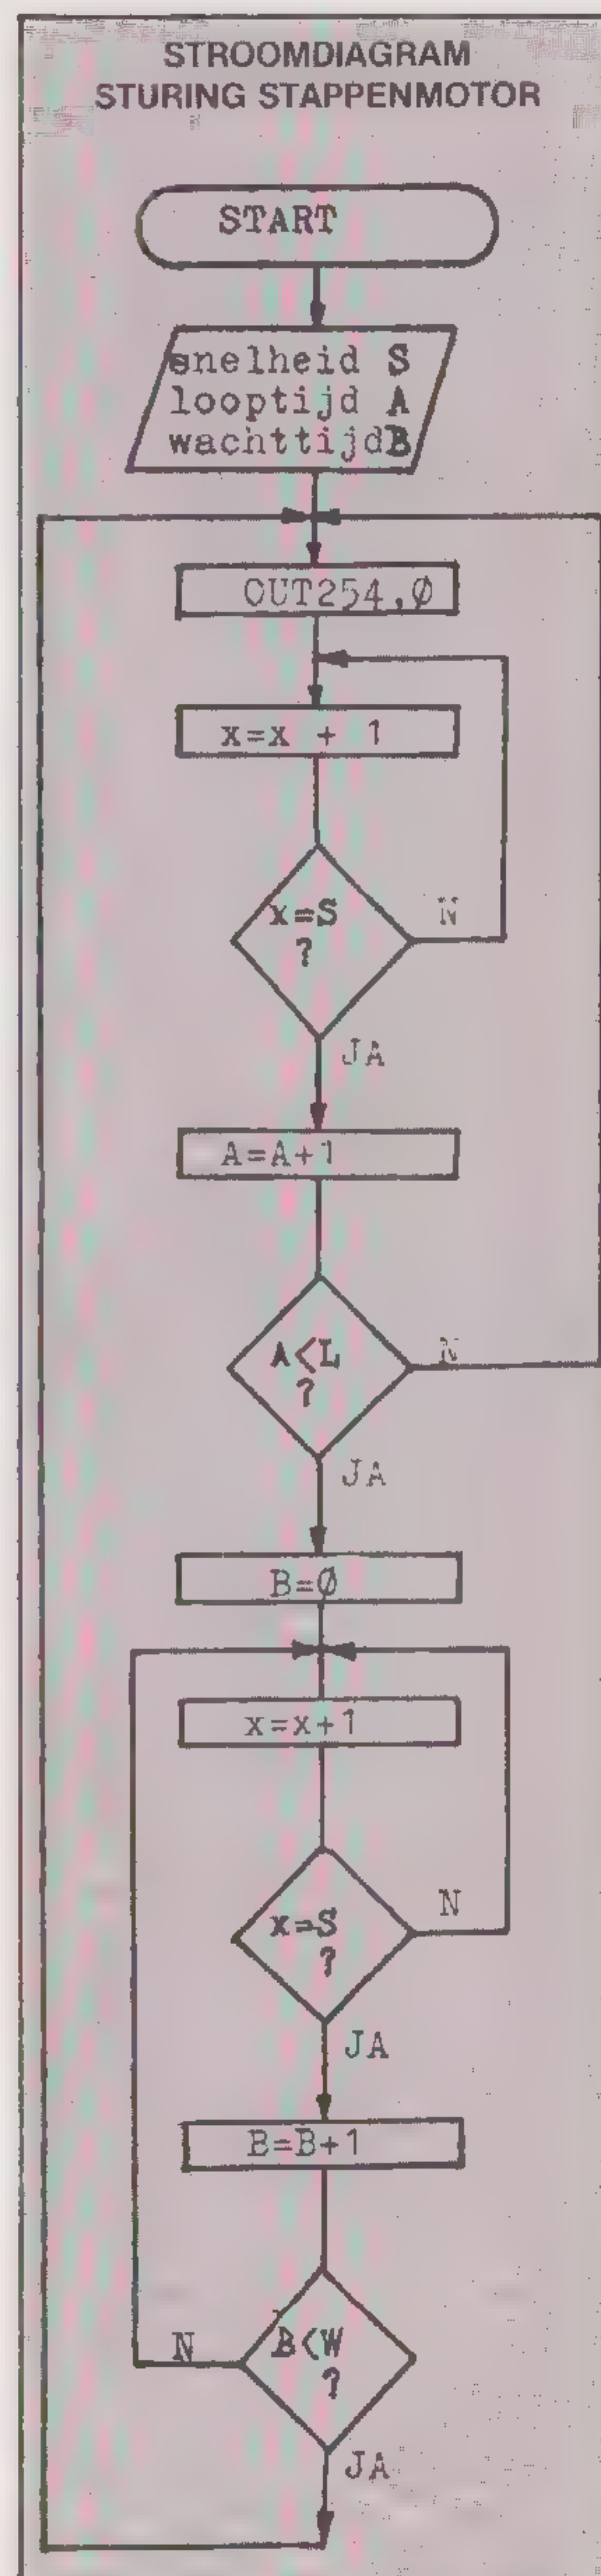 STROOMDIAGRAM
STURING STAPPENMOTOR
START
snelheid S
looptijd A
wachttijdB
OUT254,Ø
x=x + 1
x=S
?
N
JA
A=A+1
A<L
?
N
JA
B=Ø
x=x+1
x=S
?
N
JA
B=B+1
B<W
?
N
JA